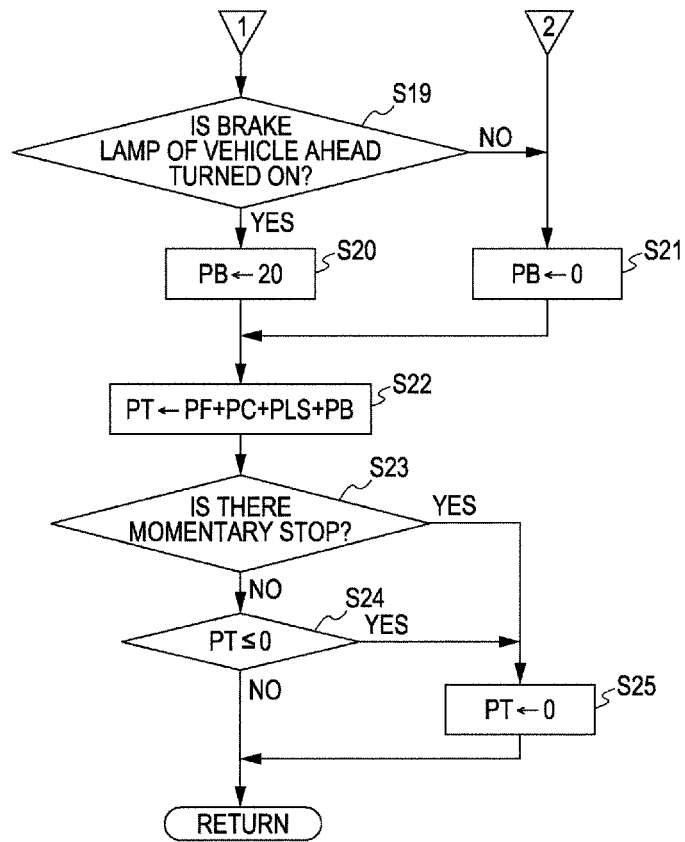 1
2
S19
IS BRAKE
LAMP OF VEHICLE AHEAD
TURNED ON?
NO
YES
S20
PB←20
S21
PB←0
S22
PT←PF+PC+PLS+PB
S23
IS THERE
MOMENTARY STOP?
YES
NO
S24
PT≤0
YES
NO
S25
PT←0
RETURN